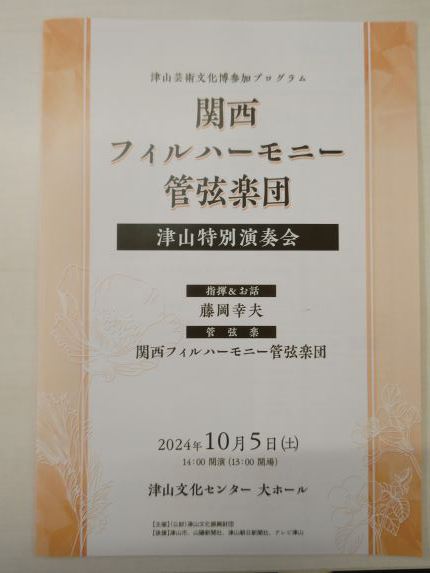 津山芸術文化博参加プログラム
関西
フィルハーモニー
管弦楽団
津山特別演奏会
指揮&お話
藤岡幸夫
管弦楽
関西フィルハーモニー管弦楽団
2024年10月5日(土)
14:00 開演 (13:00 開場)
津山文化センター 大ホール
【主催】(公財)津山文化振興財団
【後援】津山市、山陽新聞社、津山朝日新聞社、テレビ津山